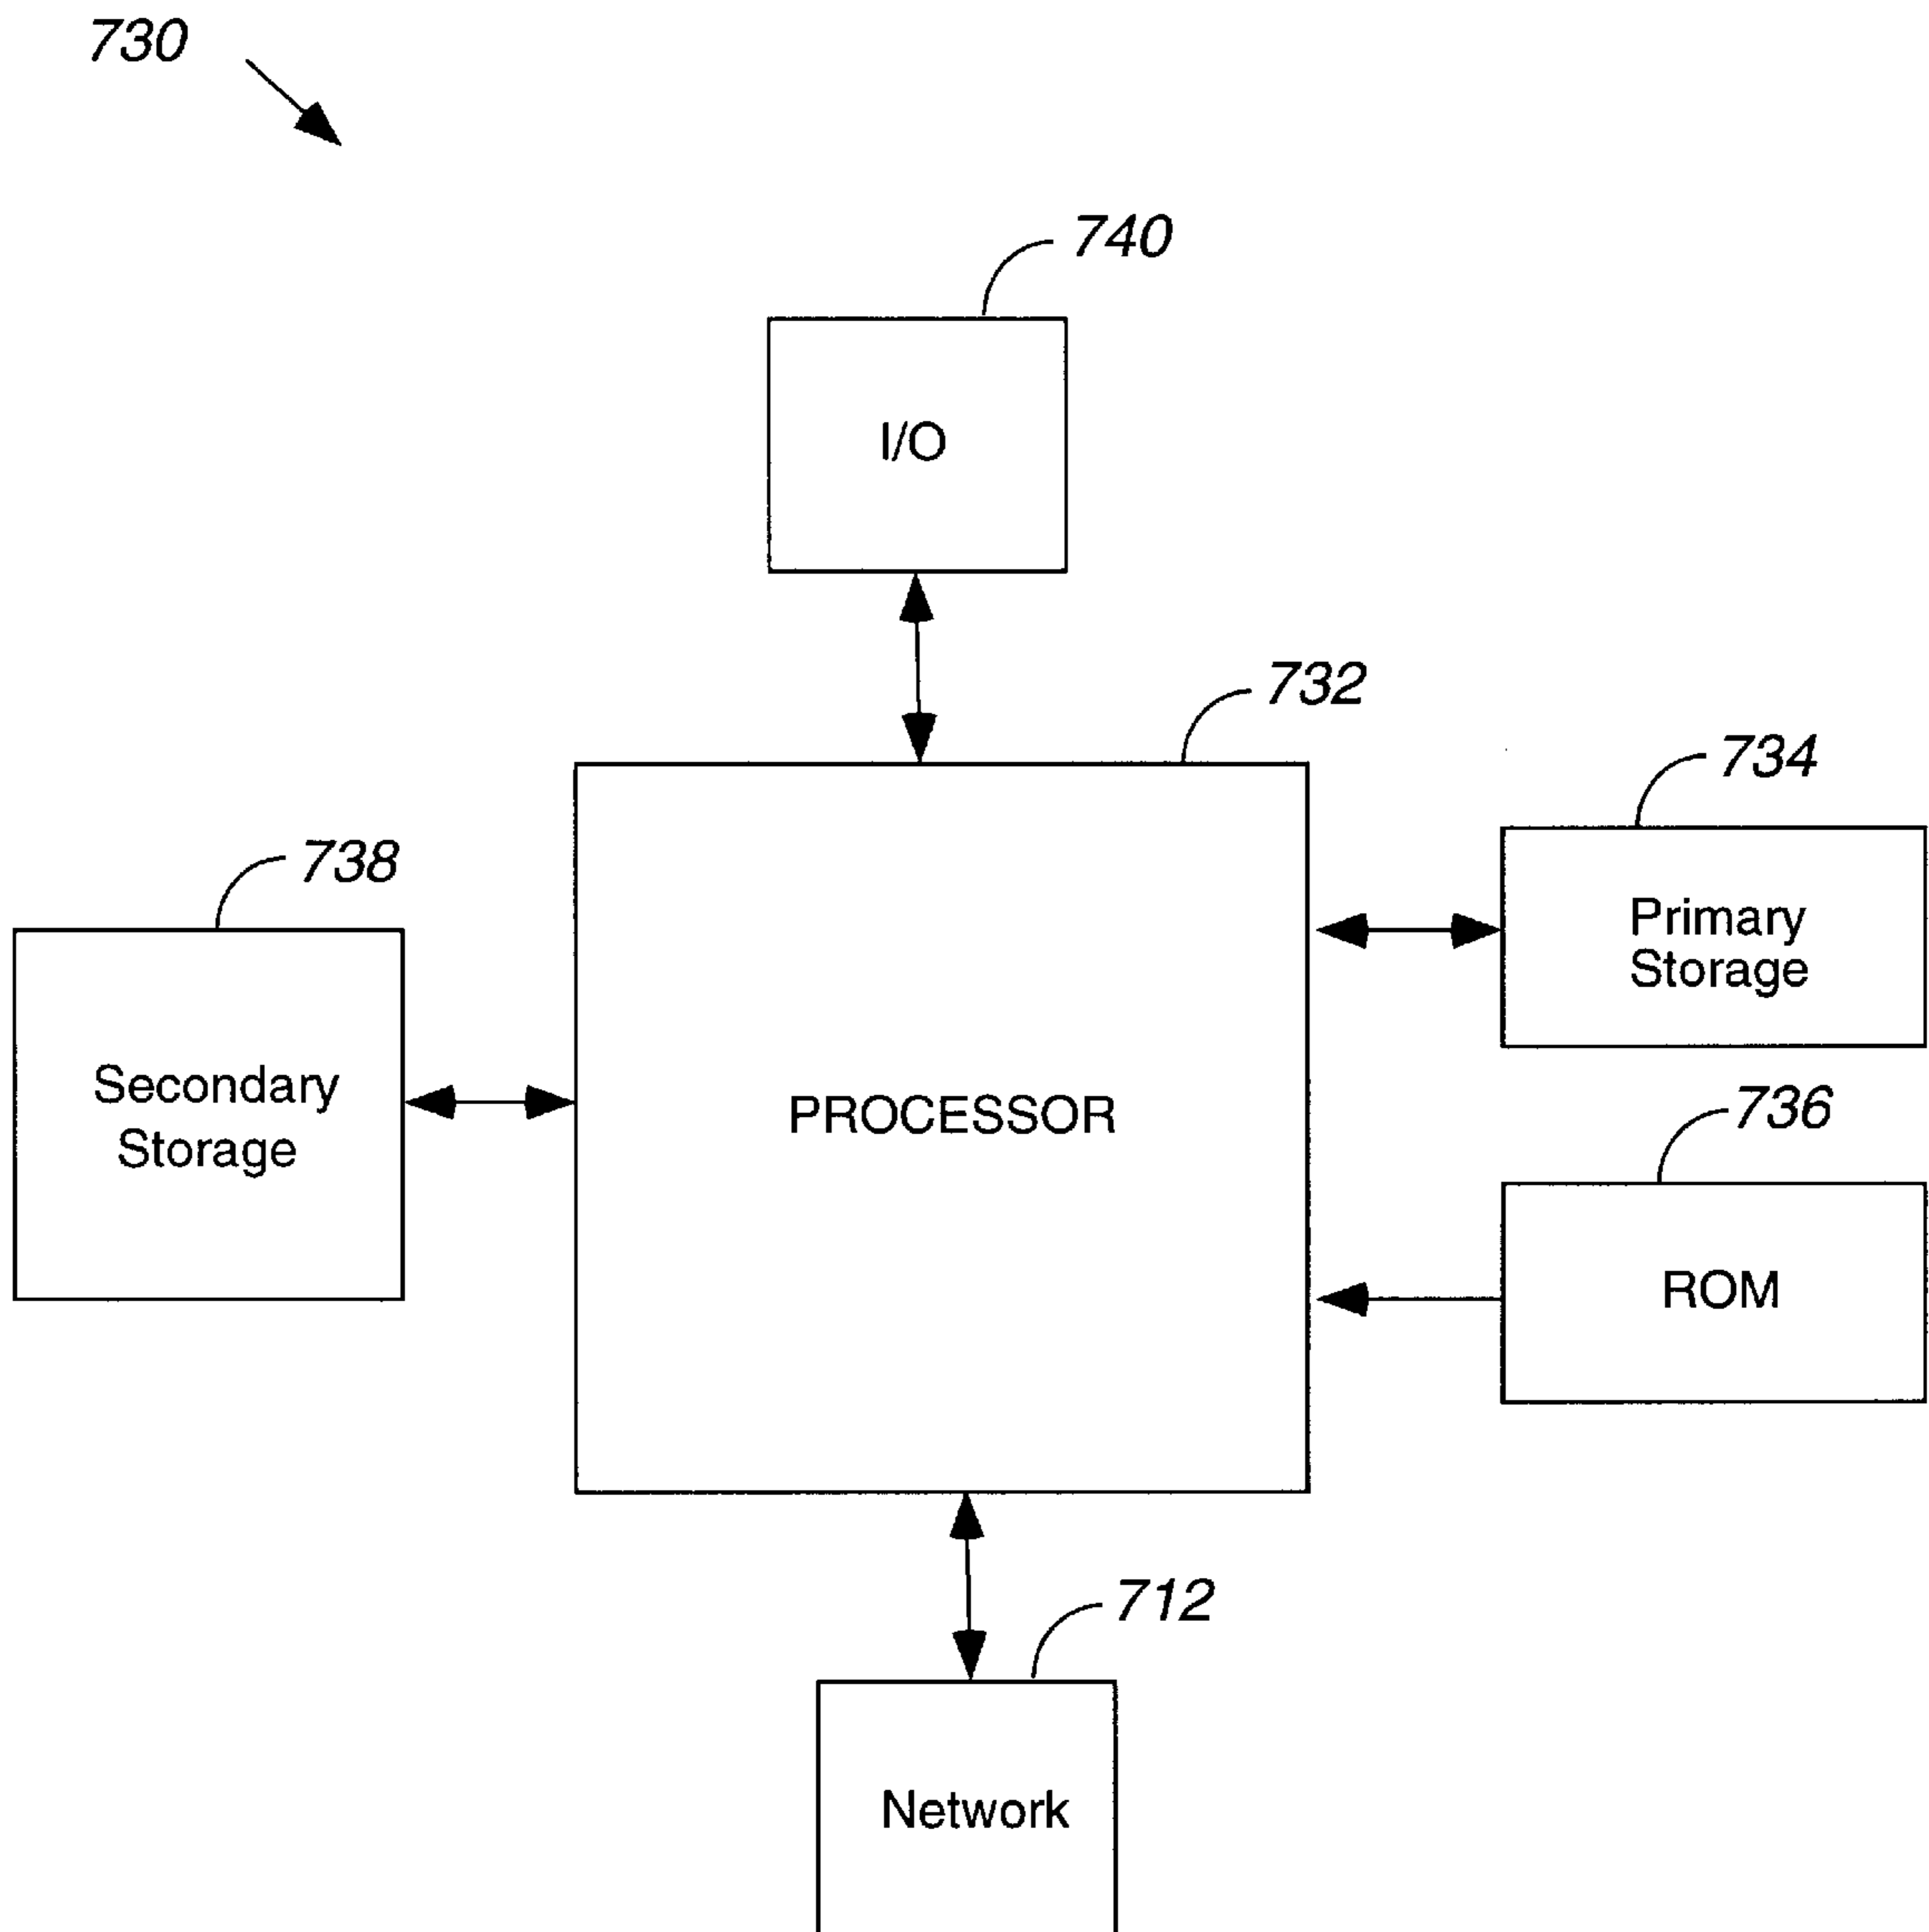 730
740
I/O
732
734
738
Primary
Storage
Secondary
Storage
PROCESSOR
736
ROM
712
Network